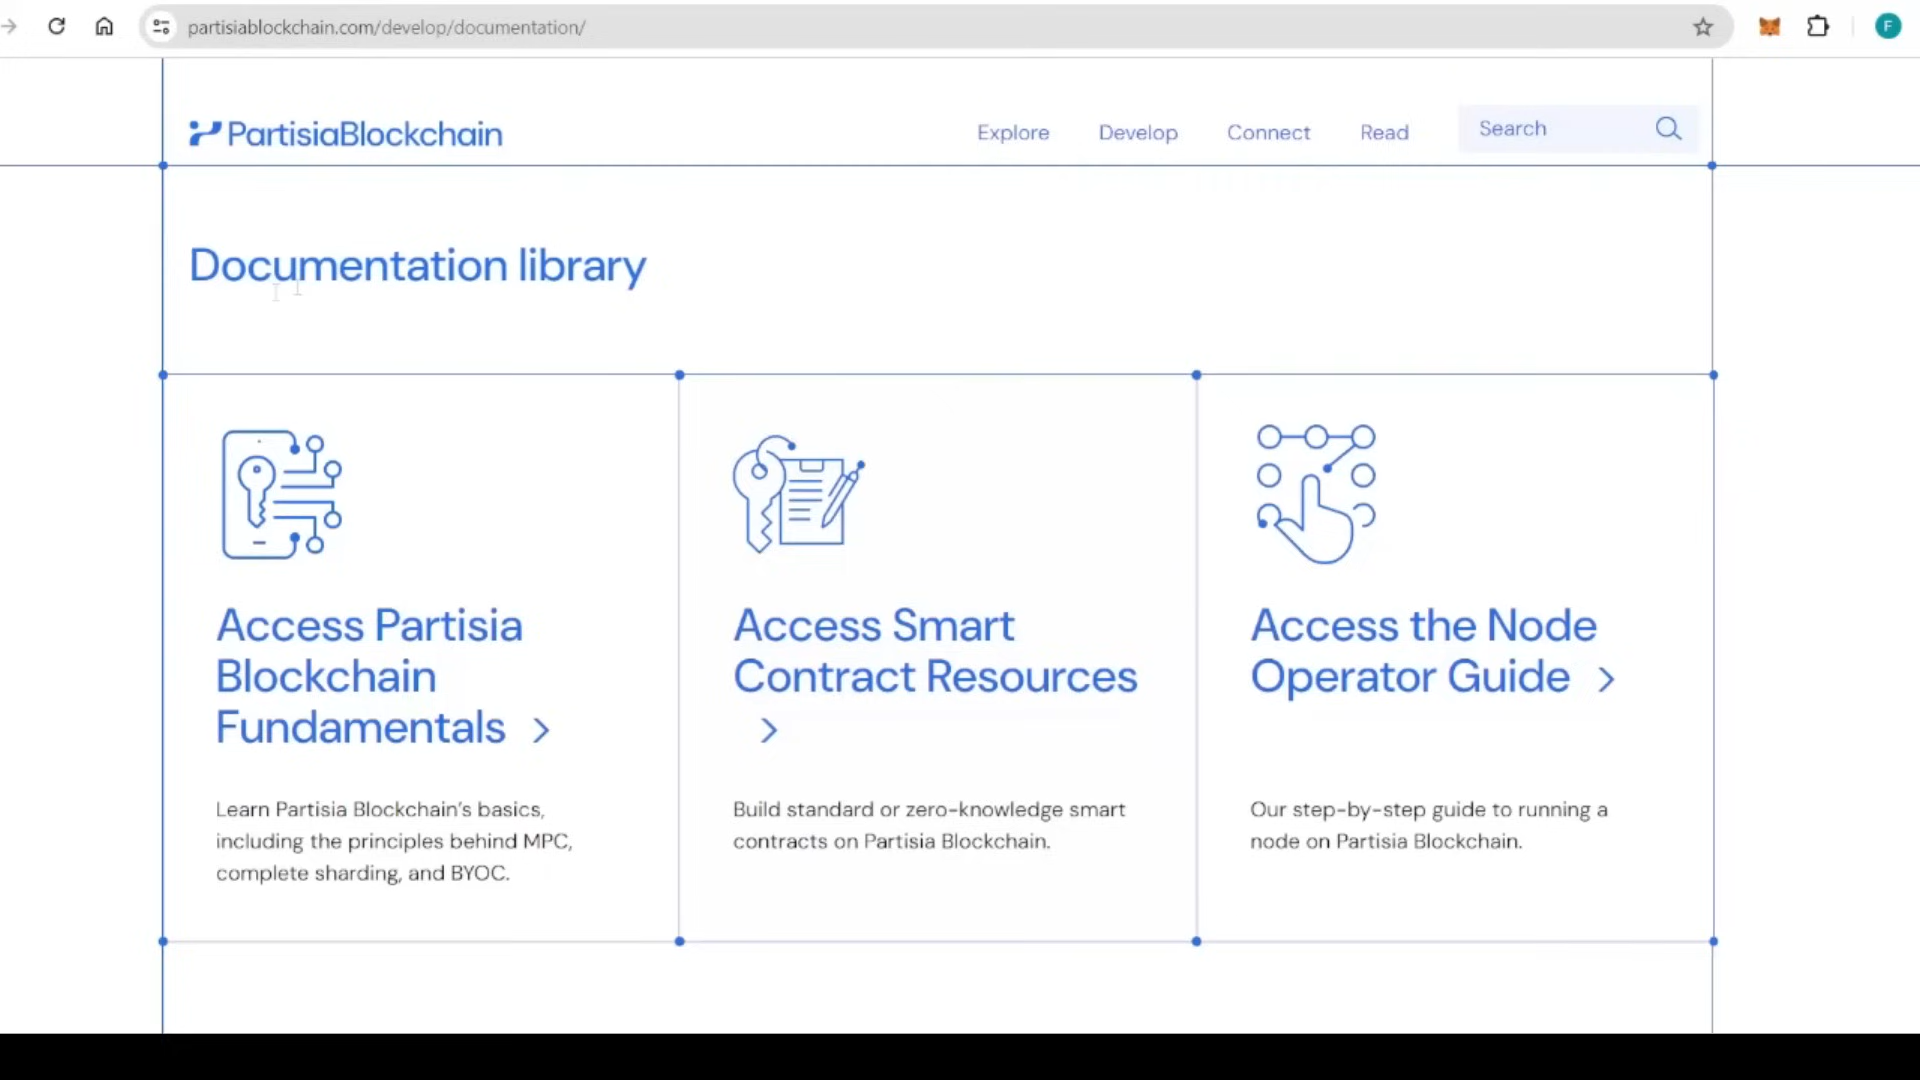 partisiablockchain.com/develop/documentation/
F
PartisiaBlockchain
Explore
Develop
Connect
Read
Search
Documentation library
Access Partisia
Blockchain
Fundamentals
Learn Partisia Blockchain's basics,
including the principles behind MPC,
complete sharding, and BYOC.
Access Smart
Contract Resources
Build standard or zero-knowledge smart
contracts on Partisia Blockchain.
Access the Node
Operator Guide
Our step-by-step guide to running a
node on Partisia Blockchain.